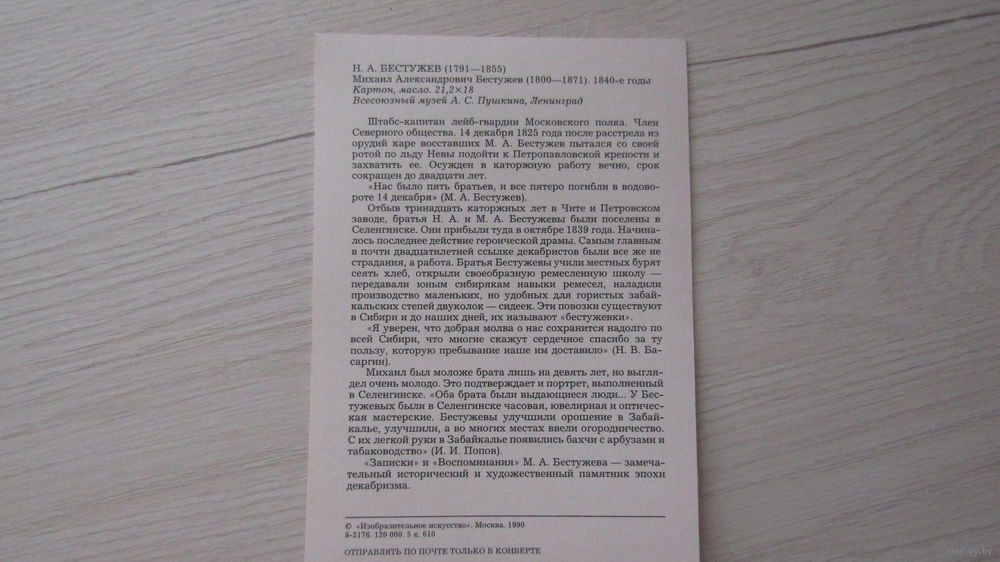 Н. А. БЕСТУЖЕВ (1791—1855)
Михаил Александрович Бестужев (1800—1871). 1840-е годы
Картон, масло. 21,2×18
Всесоюзный музей А. С. Пушкина, Ленинград
Штабс-капитан лейб-гвардии Московского полка. Член
Северного общества. 14 декабря 1825 года после расстрела из
орудий каре восставших М. А. Бестужев пытался со своей
ротой по льду Невы подойти к Петропавловской крепости и
захватить ее. Осужден в каторжную работу вечно, срок
сокращен до двадцати лет.
«Нас было пять братьев, и все пятеро погибли в водово-
роте 14 декабря» (М. А. Бестужев).
Отбыв тринадцать каторжных лет в Чите и Петровском
заводе, братья Н. А. и М. А. Бестужевы были поселены в
Селенгинске. Они прибыли туда в октябре 1839 года. Начина-
лось последнее действие героической драмы. Самым главным
в почти двадцатилетней ссылке декабристов были все же не
страдания, а работа. Братья Бестужевы учили местных бурят
сеять хлеб, открыли своеобразную ремесленную школу —
передавали юным сибирякам навыки ремесел, наладили
производство маленьких, но удобных для гористых забай-
кальских степей двуколок — сидеек. Эти повозки существуют
в Сибири и до наших дней, их называют «бестужевки».
«Я уверен, что добрая молва о нас сохранится надолго по
всей Сибири, что многие скажут сердечное спасибо за ту
пользу, которую пребывание наше им доставило» (Н. В. Ба-
саргин).
Михаил был моложе брата лишь на девять лет, но выгля-
дел очень молодо. Это подтверждает и портрет, выполненный
в Селенгинске. «Оба брата были выдающиеся люди... У Бес-
тужевых были в Селенгинске часовая, ювелирная и оптичес-
кая мастерские. Бестужевы улучшили орошение в Забай-
калье, улучшили, а во многих местах ввели огородничество.
С их легкой руки в Забайкалье появились бахчи с арбузами и
табаководство» (И. И. Попов).
«Записки» и «Воспоминания» М. А. Бестужева — замеча-
тельный исторический и художественный памятник эпохи
декабризма.
© «Изобразительное искусство». Москва. 1990
9-2176. 120 000. 5 к. 610
ОТПРАВЛЯТЬ ПО ПОЧТЕ ТОЛЬКО В КОНВЕРТЕ
www.ay.by